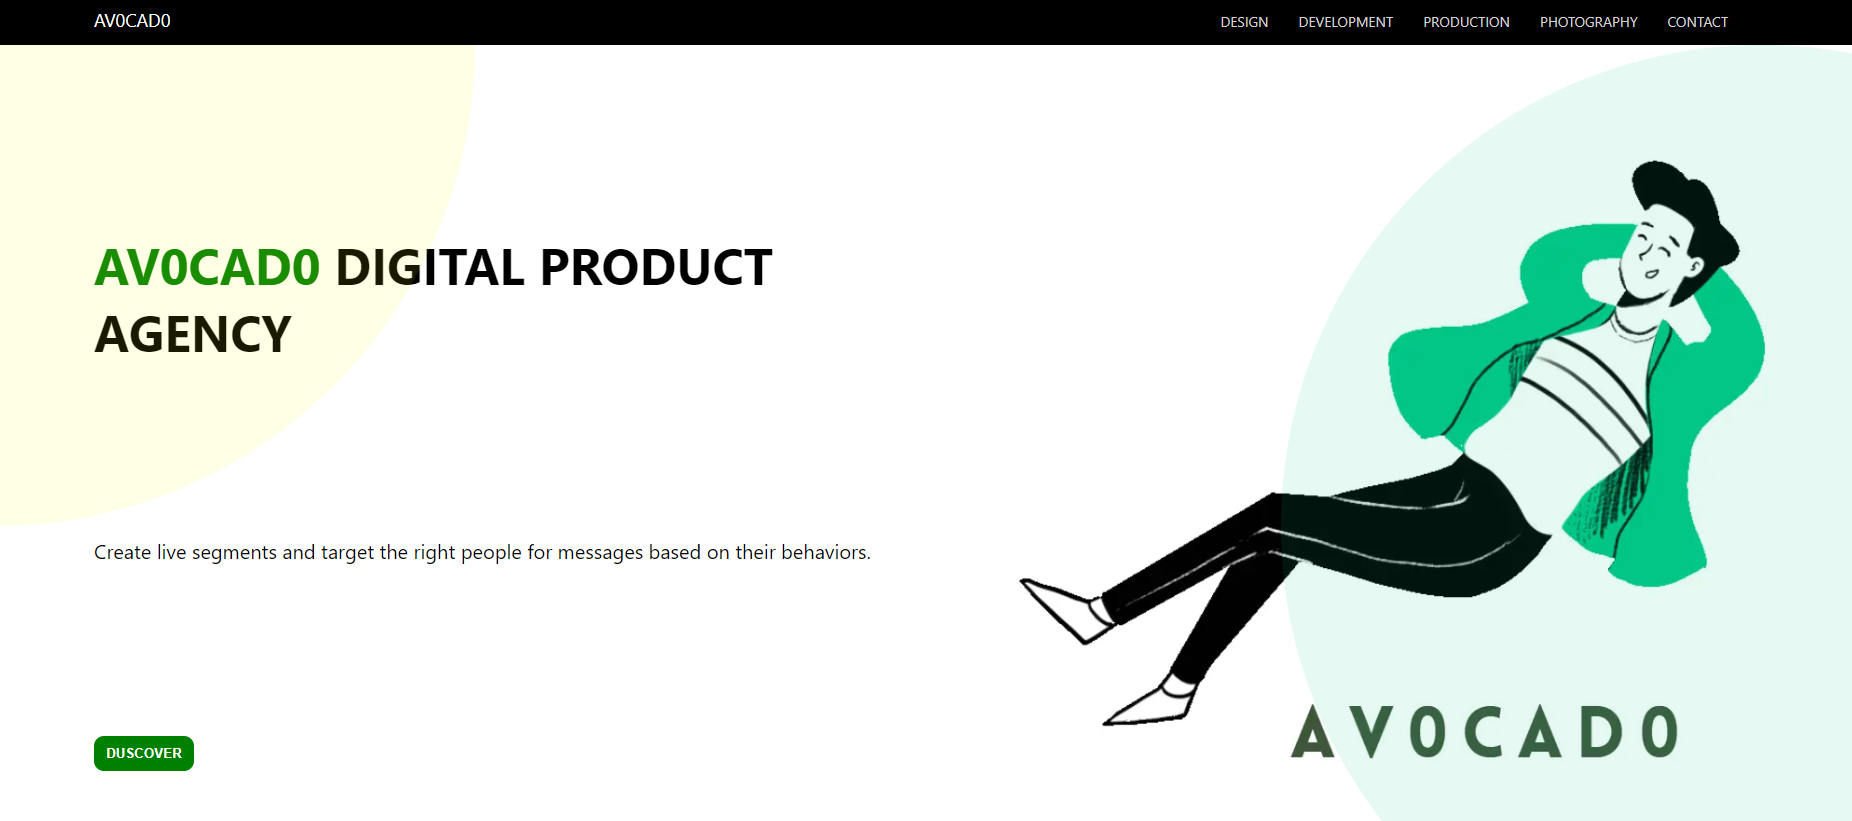 AV0CAD0
DESIGN DEVELOPMENT PRODUCTION PHOTOGRAPHY CONTACT
AV0CAD0 DIGITAL PRODUCT
AGENCY
Create live segments and target the right people for messages based on their behaviors.
DUSCOVER
AV0CAD0